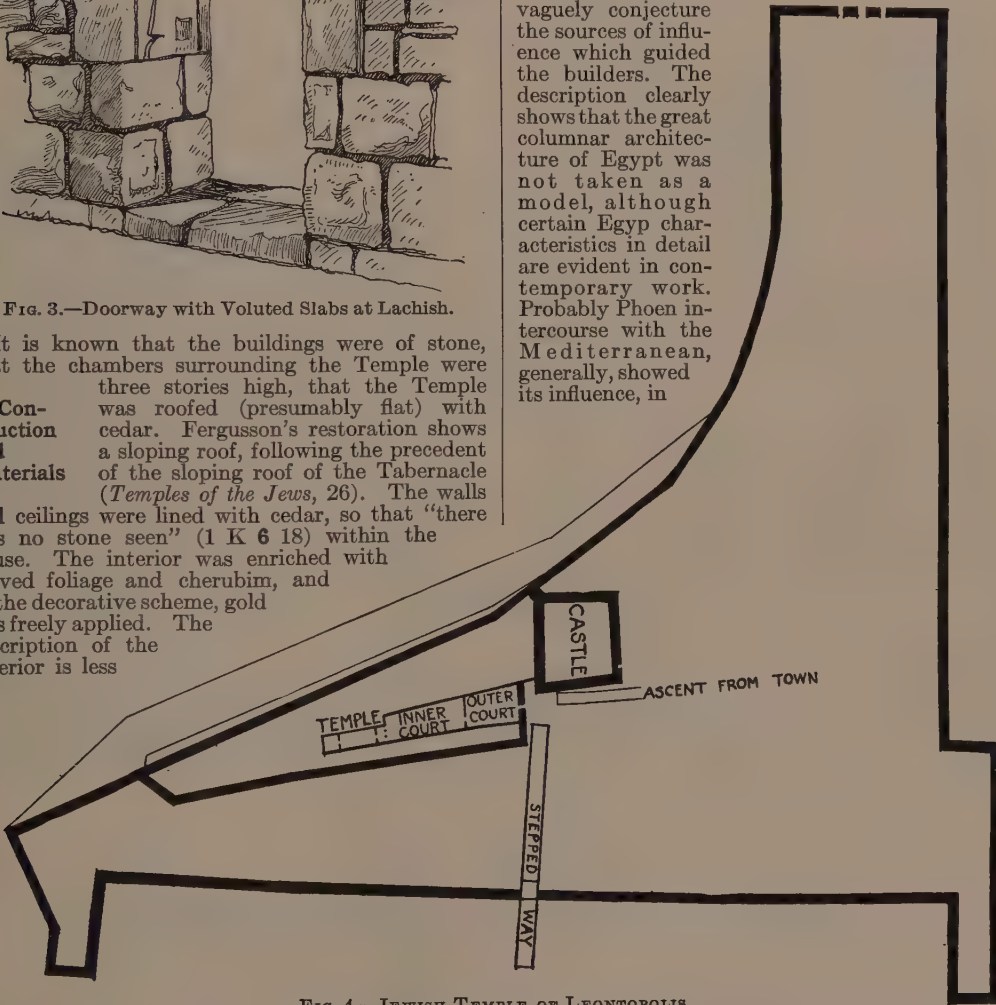 FIG. 3.—Doorway with Voluted Slabs at Lachish.
It is known that the buildings were of stone,
t the chambers surrounding the Temple were
three stories high, that the Temple
Con-
was roofed (presumably flat) with
uction
cedar. Fergusson's restoration shows
l
a sloping roof, following the precedent
terials
of the sloping roof of the Tabernacle
(Temples of the Jews, 26). The walls
l ceilings were lined with cedar, so that "there
s no stone seen" (1 K 6 18) within the
use. The interior was enriched with
ved foliage and cherubim, and
the decorative scheme, gold
s freely applied. The
cription of the
erior is less
vaguely conjecture
the sources of influ-
ence which guided
the builders. The
description clearly
shows that the great
columnar architec-
ture of Egypt was
not taken as a
model, although
certain Egyp char-
acteristics in detail
are evident in con-
temporary work.
Probably Phoen in-
tercourse with the
Mediterranean,
generally, showed
its influence, in
CASTLE
ASCENT FROM TOWN
TEMPLE
INNER
COURT
OUTER
COURT
STEPPED
WAY
FIG. 4.—JEWISH TEMPLE OF LEONTOPOLIS